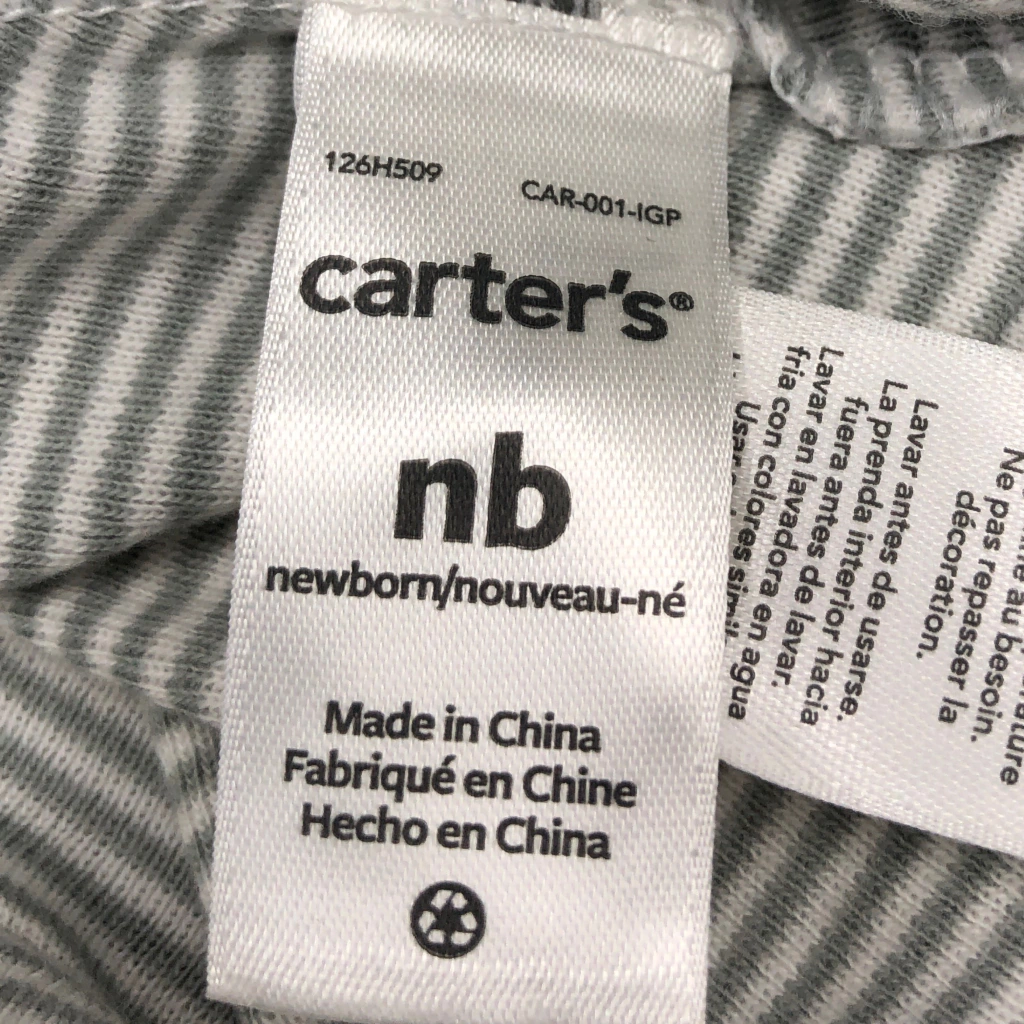 126H509 CAR-001-IGP
carter's®
nb
newborn/nouveau-né
Made in China
Fabriqué en Chine
Hecho en China
au besoin.
Ne pas repasser la
décoration.
Lavar antes de usarse.
La prenda interior hacia
fuera antes de lavar.
Lavar en lavadora en agua
fria con colores